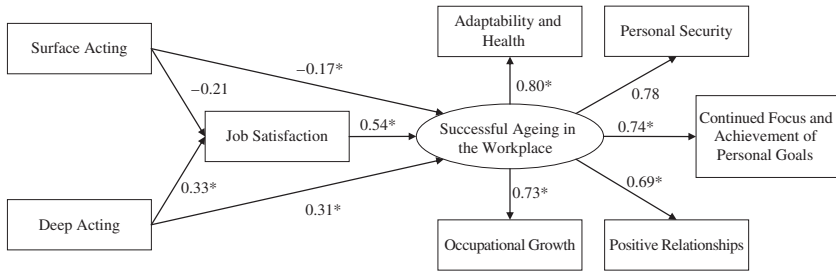 Adaptability and
Health
Personal Security
Surface Acting
−0.17*
0.80*
0.78
−0.21
Job Satisfaction
0.54*
Successful Ageing in
the Workplace
0.74*
Continued Focus and
Achievement of
Personal Goals
0.33*
0.31*
0.73*
0.69*
Deep Acting
Occupational Growth
Positive Relationships